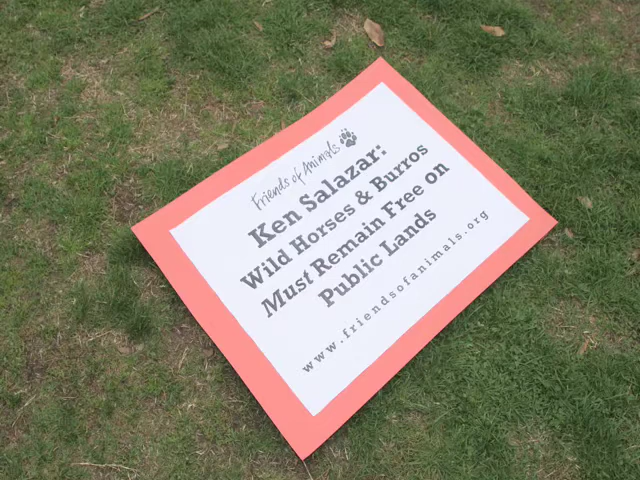 Friends of Animals
Ken Salazar:
Wild Horses & Burros
Must Remain Free on
Public Lands
www.friendsofanimals.org